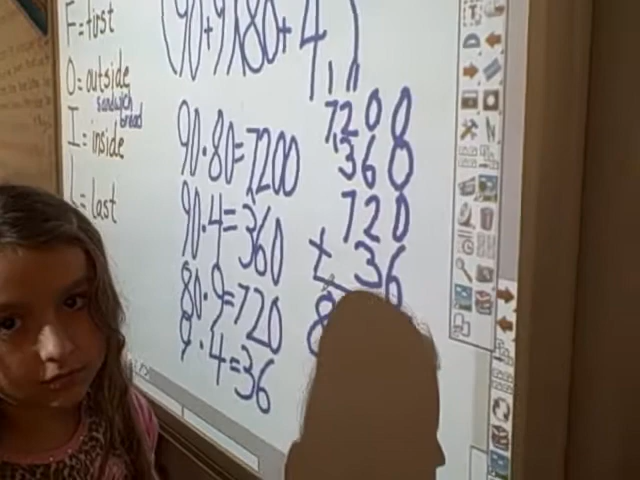 F=first
O=outside
sandwich
bread
I=inside
L=last
(90+9)(80+4)
90·80=7200
90·4=360
80·9=720
9·4=36
7200
360
720
+ 36
8